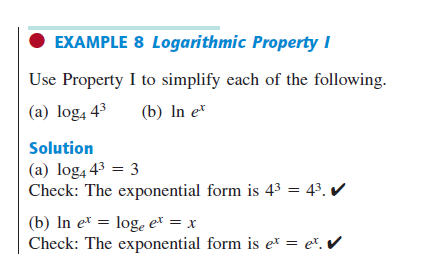 ● EXAMPLE 8 Logarithmic Property I
Use Property I to simplify each of the following.
(a) log₄ 4³ (b) ln eˣ
Solution
(a) log₄ 4³ = 3
Check: The exponential form is 4³ = 4³. ✔
(b) ln eˣ = logₑ eˣ = x
Check: The exponential form is eˣ = eˣ. ✔